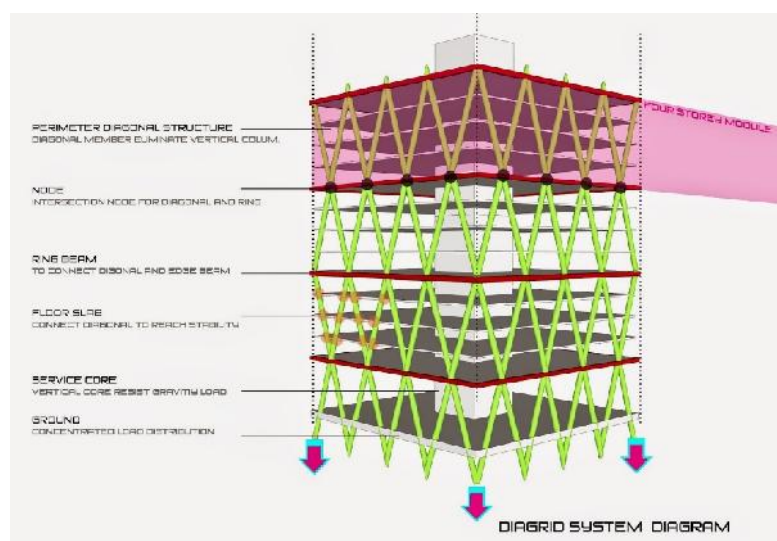 PERIMETER DIAGONAL STRUCTURE
DIAGONAL MEMBER ELIMINATE VERTICAL COLUM.
FOUR STOREY MODULE
NODE
INTERSECTION NODE FOR DIAGONAL AND RING
RING BEAM
TO CONNECT DIGONAL AND EDGE BEAM
FLOOR SLAB
CONNECT DIAGONAL TO REACH STABILITY
SERVICE CORE
VERTICAL CORE RESIST GRAVITY LOAD
GROUND
CONCENTRATED LOAD DISTRIBUTION
DIAGRID SYSTEM DIAGRAM